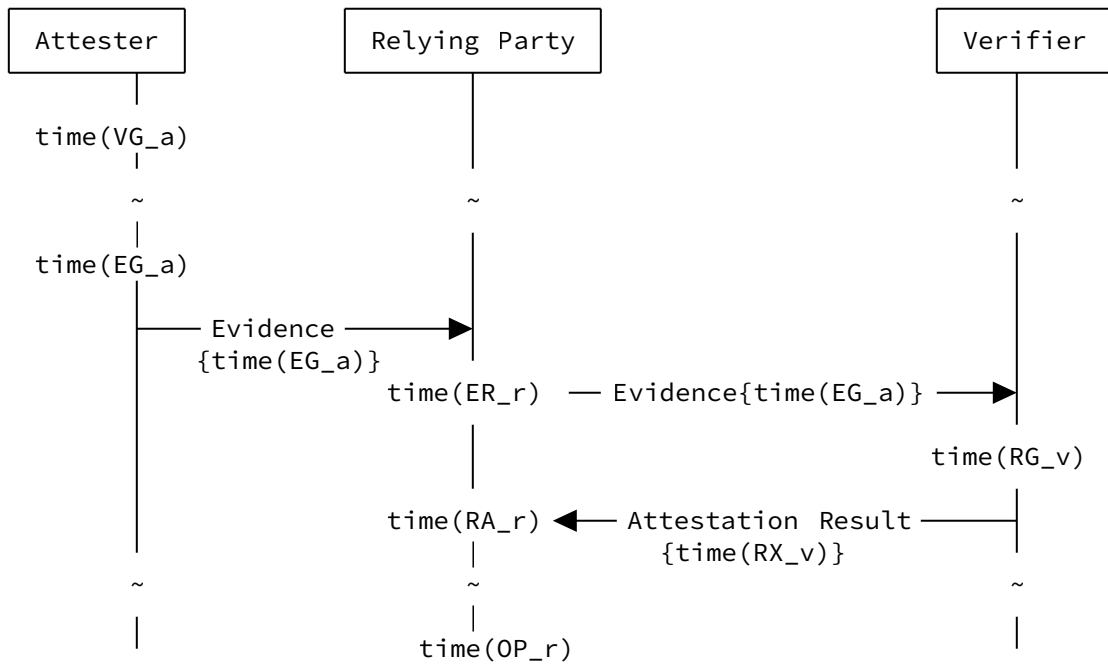 Attester Relying Party Verifier
time(VG_a)
~ ~ ~
time(EG_a)
Evidence
{time(EG_a)}
time(ER_r) Evidence{time(EG_a)}
time(RG_v)
time(RA_r) Attestation Result
{time(RX_v)}
~ ~ ~
time(OP_r)